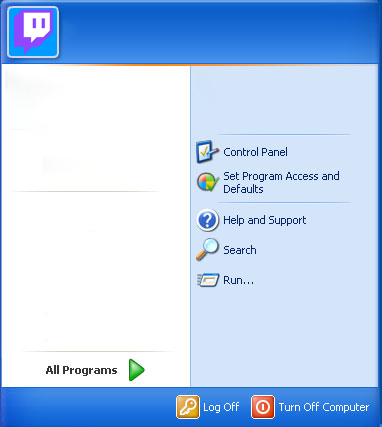 Control Panel
Set Program Access and
Defaults
Help and Support
Search
Run...
All Programs
Log Off
Turn Off Computer